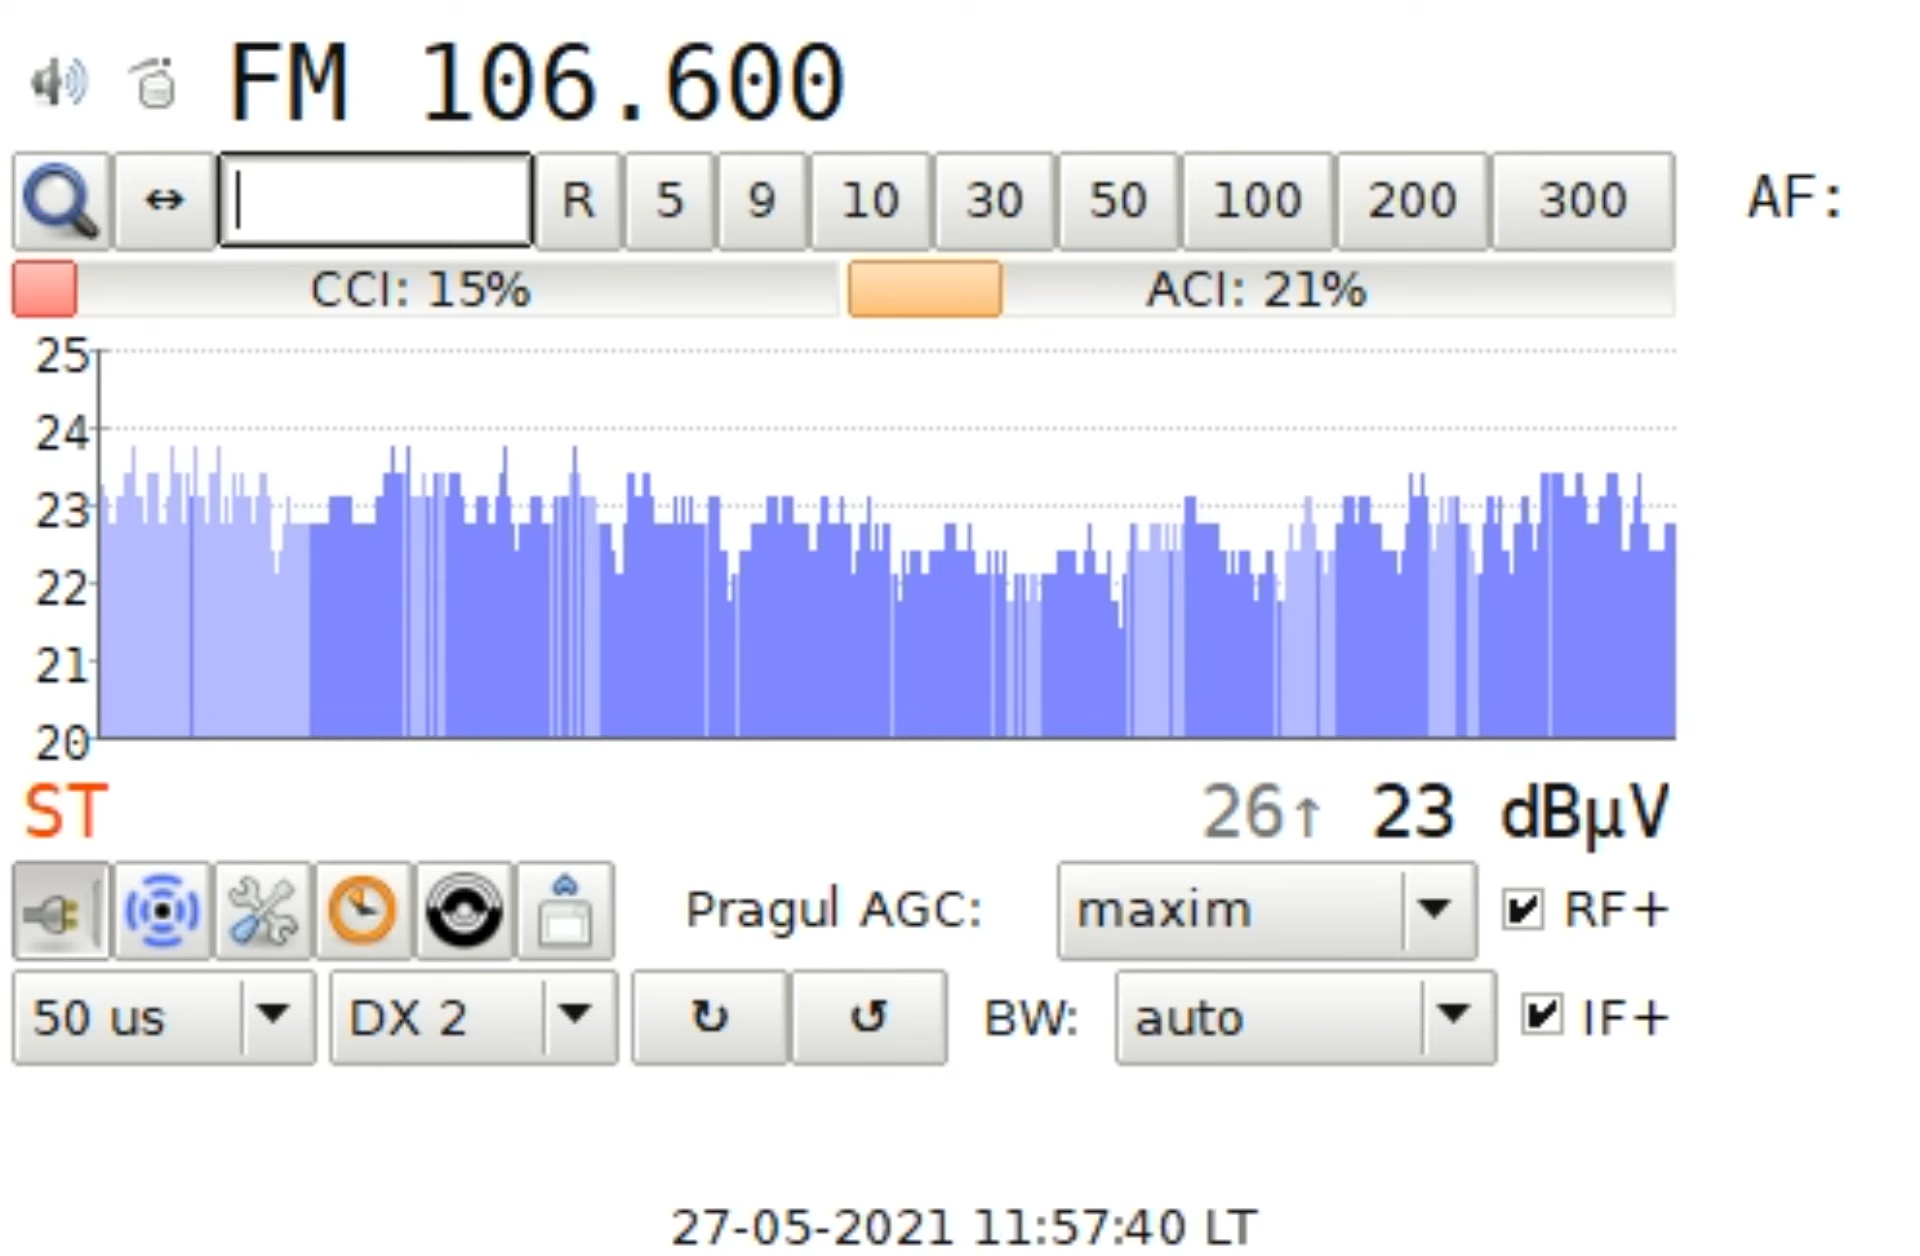 FM 106.600
R 5 9 10 30 50 100 200 300 AF:
CCI: 15% ACI: 21%
25
24
23
22
21
20
ST 26↑ 23 dBµV
Pragul AGC: maxim RF+
50 us DX 2 ↻ ↺ BW: auto IF+
27-05-2021 11:57:40 LT